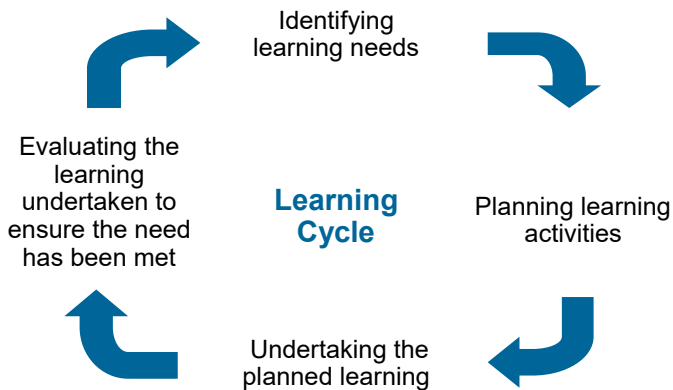 Identifying
learning needs
Planning learning
activities
Undertaking the
planned learning
Evaluating the
learning
undertaken to
ensure the need
has been met
Learning
Cycle